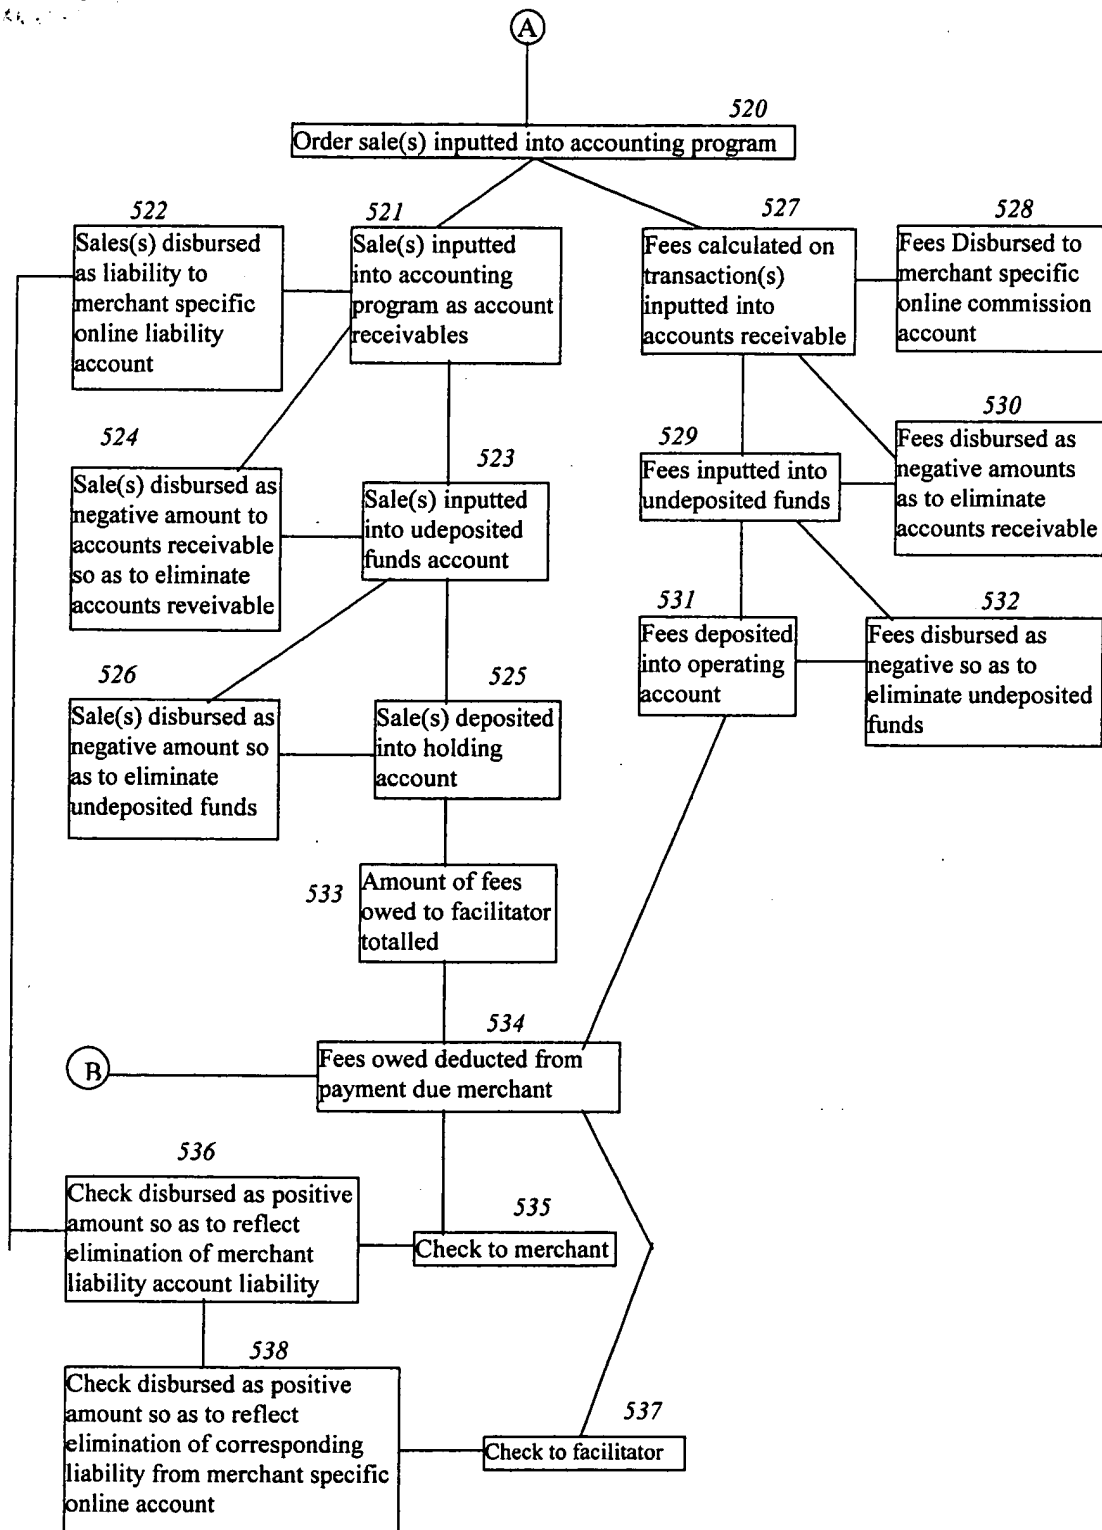 A
520
Order sale(s) inputted into accounting program
522
Sales(s) disbursed
as liability to
merchant specific
online liability
account
521
Sale(s) inputted
into accounting
program as account
receivables
527
Fees calculated on
transaction(s)
inputted into
accounts receivable
528
Fees Disbursed to
merchant specific
online commission
account
524
Sale(s) disbursed as
negative amount to
accounts receivable
so as to eliminate
accounts reveivable
523
Sale(s) inputted
into udeposited
funds account
529
Fees inputted into
undeposited funds
530
Fees disbursed as
negative amounts
as to eliminate
accounts receivable
526
Sale(s) disbursed as
negative amount so
as to eliminate
undeposited funds
525
Sale(s) deposited
into holding
account
531
Fees deposited
into operating
account
532
Fees disbursed as
negative so as to
eliminate undeposited
funds
533
Amount of fees
owed to facilitator
totalled
534
Fees owed deducted from
payment due merchant
B
536
Check disbursed as positive
amount so as to reflect
elimination of merchant
liability account liability
535
Check to merchant
538
Check disbursed as positive
amount so as to reflect
elimination of corresponding
liability from merchant specific
online account
537
Check to facilitator